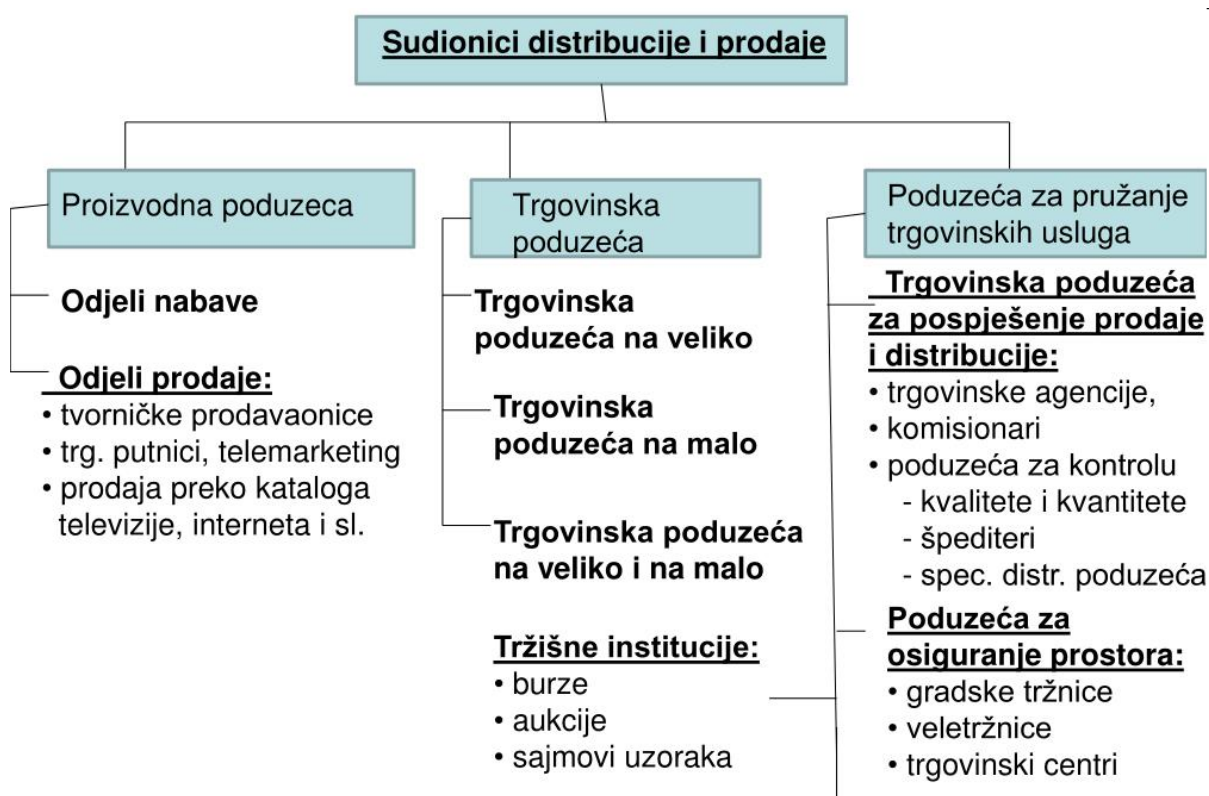 Sudionici distribucije i prodaje
Proizvodna poduzeca
Odjeli nabave
Odjeli prodaje:
• tvorničke prodavaonice
• trg. putnici, telemarketing
• prodaja preko kataloga
televizije, interneta i sl.
Trgovinska
poduzeća
Trgovinska
poduzeća na veliko
Trgovinska
poduzeća na malo
Trgovinska poduzeća
na veliko i na malo
Tržišne institucije:
• burze
• aukcije
• sajmovi uzoraka
Poduzeća za pružanje
trgovinskih usluga
Trgovinska poduzeća
za pospješenje prodaje
i distribucije:
• trgovinske agencije,
• komisionari
• poduzeća za kontrolu
- kvalitete i kvantitete
- špediteri
- spec. distr. poduzeća
Poduzeća za
osiguranje prostora:
• gradske tržnice
• veletržnice
• trgovinski centri